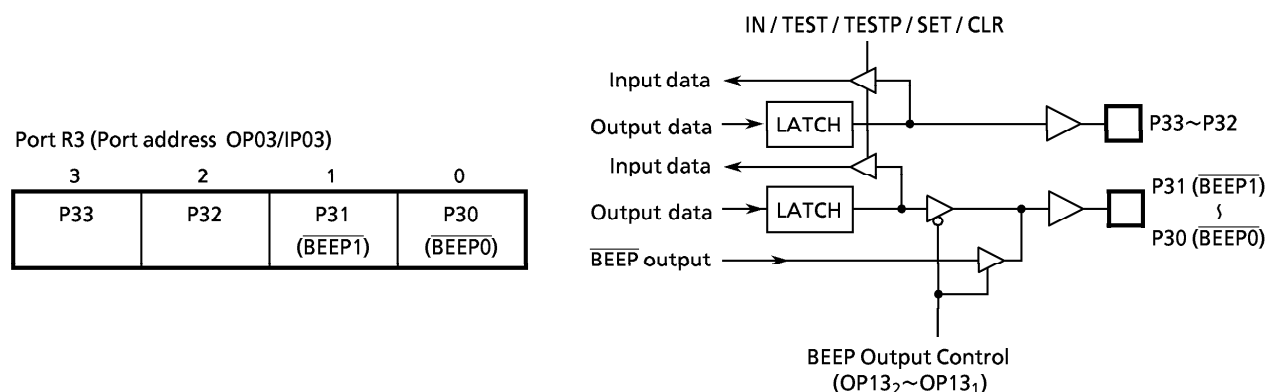 Port R3 (Port address OP03/IP03)
3 2 1 0
P33 P32 P31 P30
(BEEP1) (BEEP0)
IN / TEST / TESTP / SET / CLR
Input data
Output data
LATCH
P33~P32
Input data
Output data
LATCH
P31 (BEEP1)
~
P30 (BEEP0)
BEEP output
BEEP Output Control
(OP13₂~OP13₁)